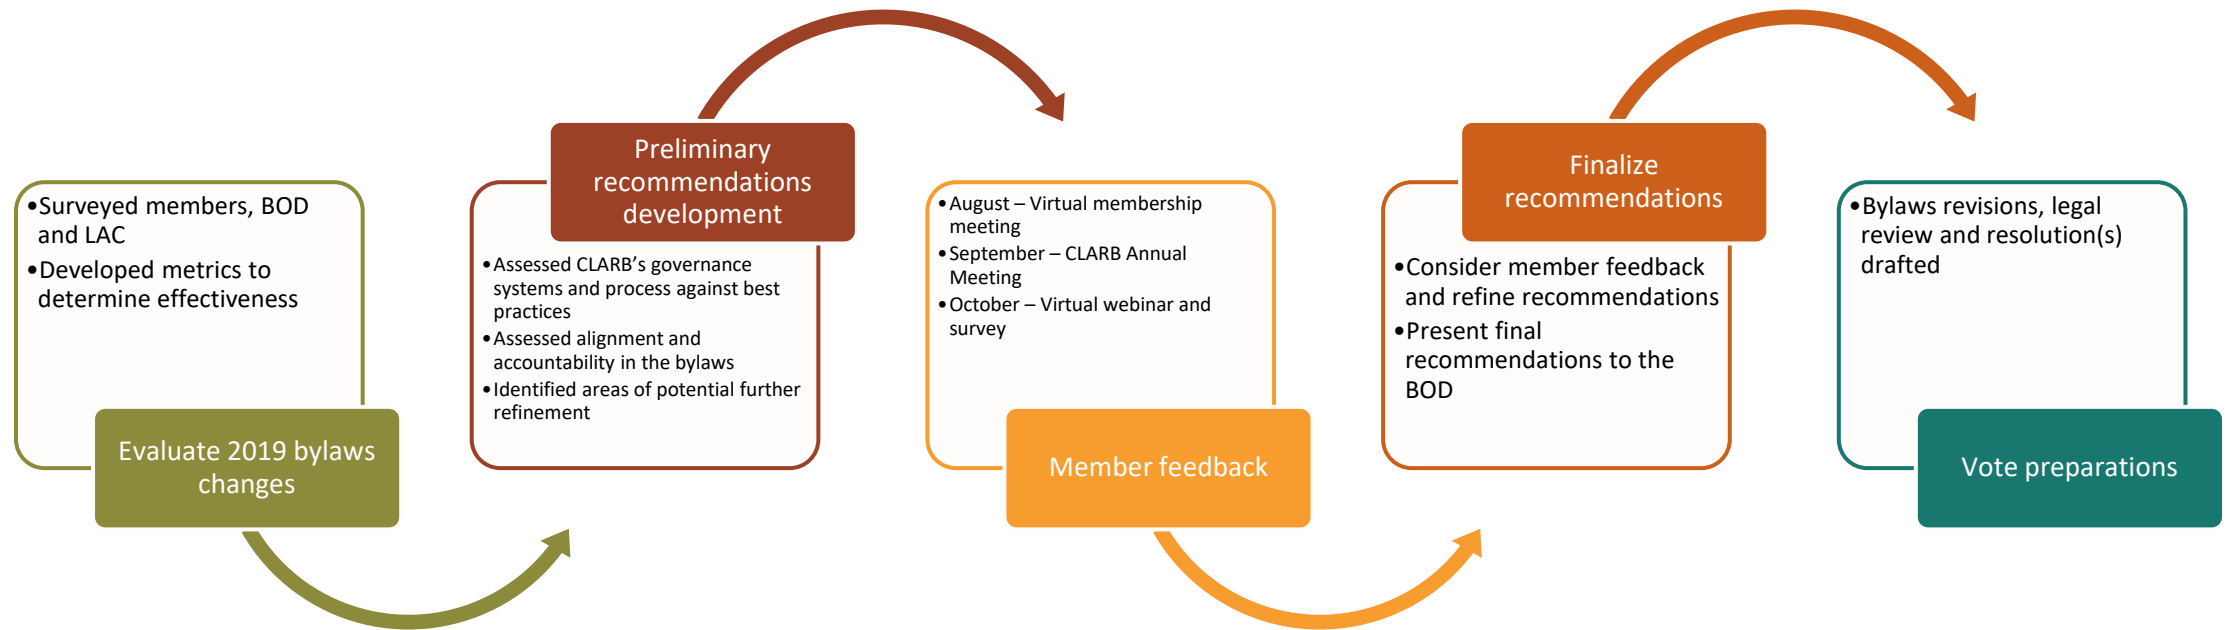 •Surveyed members, BOD
and LAC
•Developed metrics to
determine effectiveness
Evaluate 2019 bylaws
changes
Preliminary
recommendations
development
•Assessed CLARB’s governance
systems and process against best
practices
•Assessed alignment and
accountability in the bylaws
•Identified areas of potential further
refinement
•August – Virtual membership
meeting
•September – CLARB Annual
Meeting
•October – Virtual webinar and
survey
Member feedback
Finalize
recommendations
•Consider member feedback
and refine recommendations
•Present final
recommendations to the
BOD
•Bylaws revisions, legal
review and resolution(s)
drafted
Vote preparations